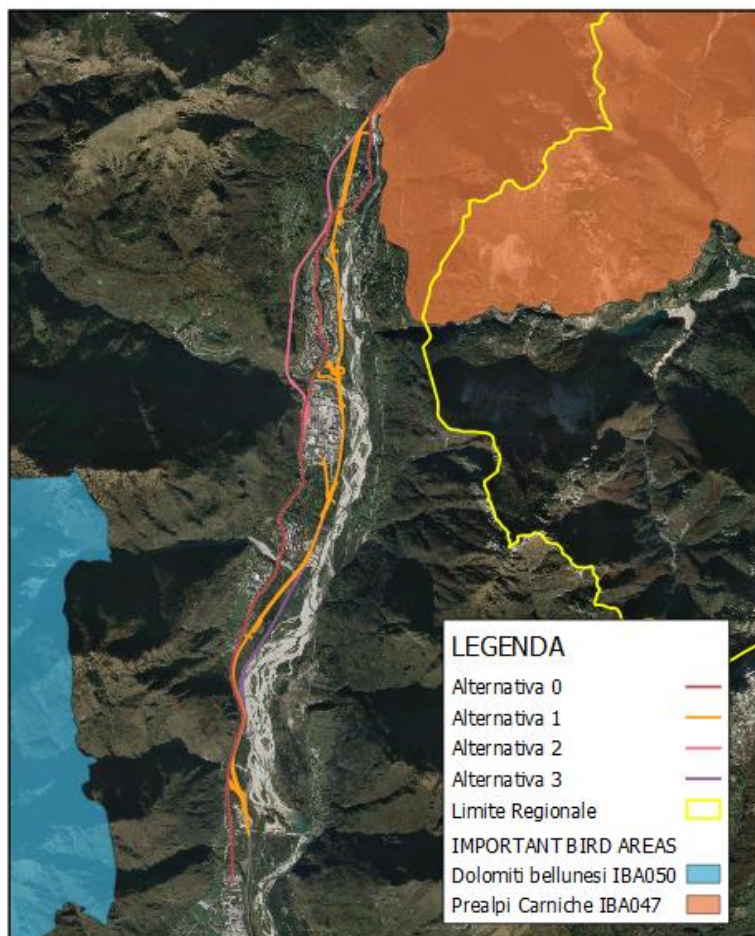 LEGENDA
Alternativa 0
Alternativa 1
Alternativa 2
Alternativa 3
Limite Regionale
IMPORTANT BIRD AREAS
Dolomiti bellunesi IBA050
Prealpi Carniche IBA047